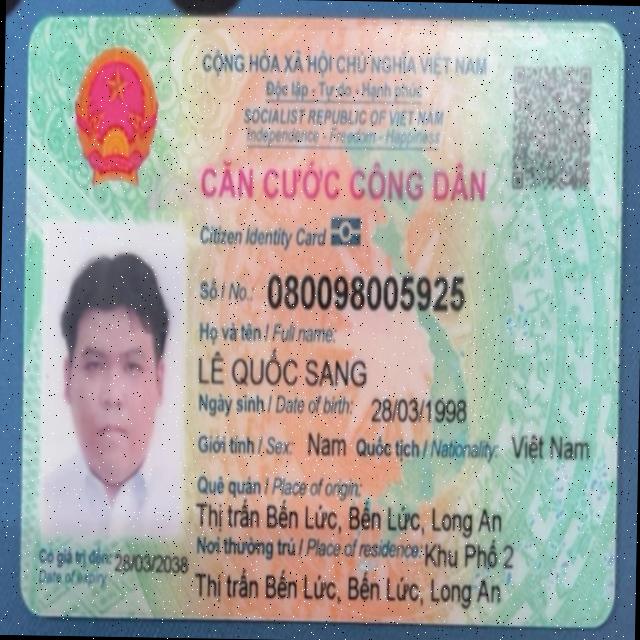 CỘNG HÒA XÃ HỘI CHỦ NGHĨA VIỆT NAM
Độc lập - Tự do - Hạnh phúc
SOCIALIST REPUBLIC OF VIET NAM
Independence - Freedom - Happiness
CĂN CƯỚC CÔNG DÂN
Citizen Identity Card
Số / No.: 080098005925
Họ và tên / Full name:
LÊ QUỐC SANG
Ngày sinh / Date of birth: 28/03/1998
Giới tính / Sex: Nam Quốc tịch / Nationality: Việt Nam
Quê quán / Place of origin:
Thị trấn Bến Lức, Bến Lức, Long An
Nơi thường trú / Place of residence: Khu Phố 2
Thị trấn Bến Lức, Bến Lức, Long An
Có giá trị đến: 28/03/2038
Date of expiry